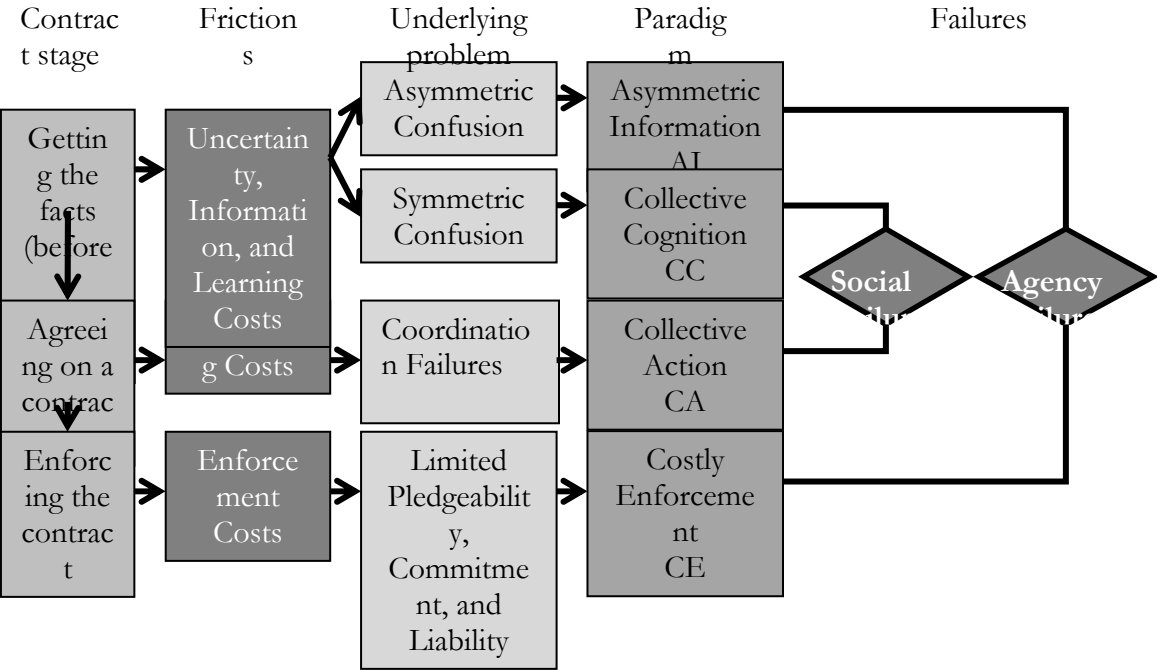 Contrac
t stage
Friction
s
Underlying
problem
Paradig
m
Failures
Gettin
g the
facts
(before
Uncertain
ty,
Informati
on, and
Learning
Costs
Asymmetric
Confusion
Asymmetric
Information
AI
Symmetric
Confusion
Collective
Cognition
CC
Social
Agency
Agreei
ng on a
contrac
g Costs
Coordinatio
n Failures
Collective
Action
CA
Enforc
ing the
contrac
t
Enforce
ment
Costs
Limited
Pledgeabilit
y,
Commitme
nt, and
Liability
Costly
Enforceme
nt
CE